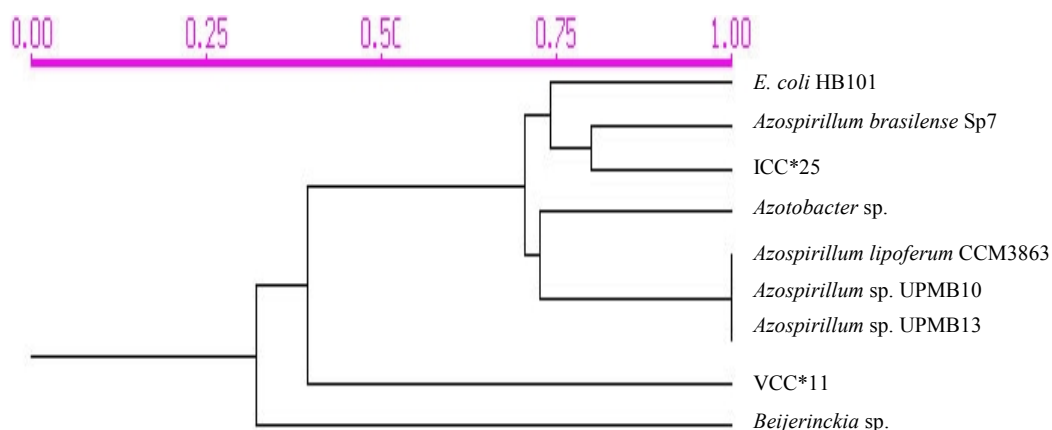 0.00 0.25 0.50 0.75 1.00
E. coli HB101
Azospirillum brasilense Sp7
ICC*25
Azotobacter sp.
Azospirillum lipoferum CCM3863
Azospirillum sp. UPMB10
Azospirillum sp. UPMB13
VCC*11
Beijerinckia sp.